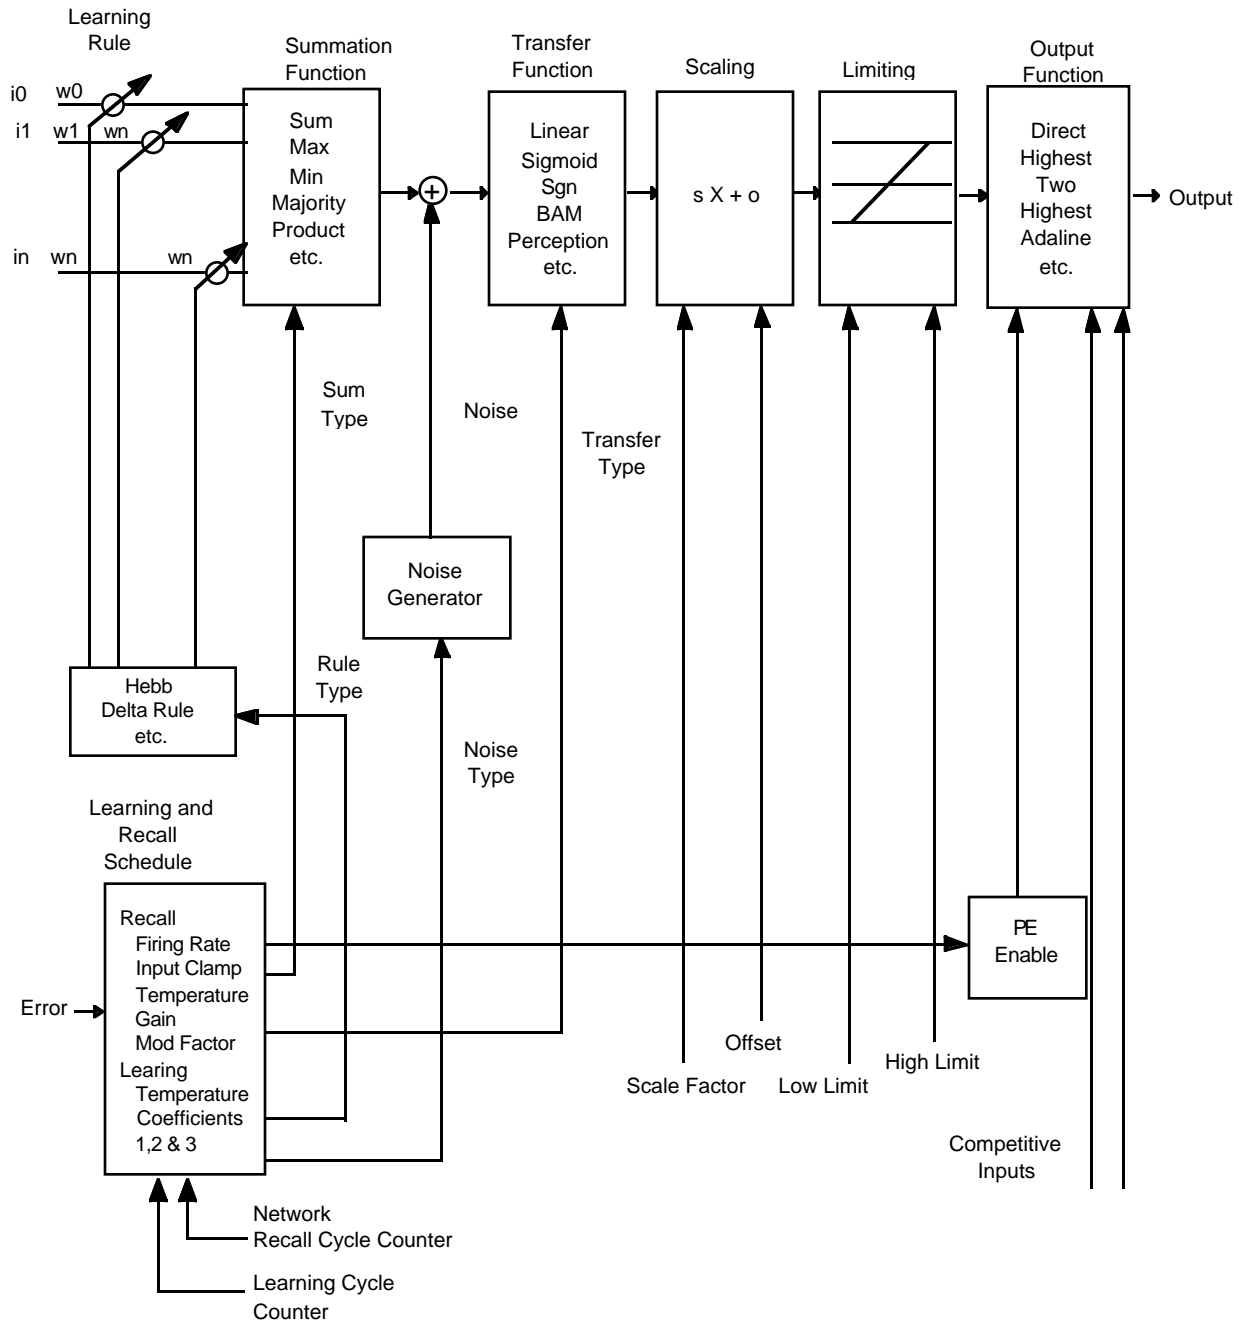 Learning
Rule
Summation
Function
Transfer
Function
Scaling
Limiting
Output
Function
i0 w0
i1 w1 wn
in wn wn
Sum
Max
Min
Majority
Product
etc.
+
Linear
Sigmoid
Sgn
BAM
Perception
etc.
s X + o
Direct
Highest
Two
Highest
Adaline
etc.
Output
Sum
Type
Noise
Transfer
Type
Noise
Generator
Rule
Type
Hebb
Delta Rule
etc.
Noise
Type
Learning and
Recall
Schedule
Recall
Firing Rate
Input Clamp
Temperature
Gain
Mod Factor
Learing
Temperature
Coefficients
1,2 & 3
Error
PE
Enable
Offset
Scale Factor
Low Limit
High Limit
Competitive
Inputs
Network
Recall Cycle Counter
Learning Cycle
Counter